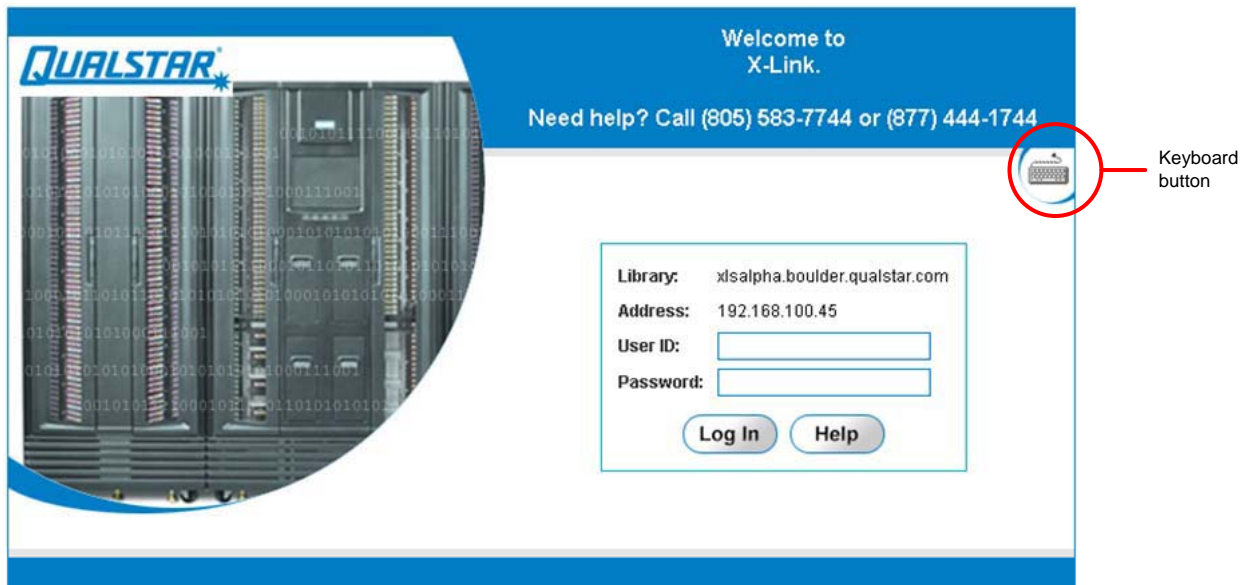 QUALSTAR
Welcome to
X-Link.
Need help? Call (805) 583-7744 or (877) 444-1744
Keyboard
button
Library: xlsalpha.boulder.qualstar.com
Address: 192.168.100.45
User ID:
Password:
Log In Help